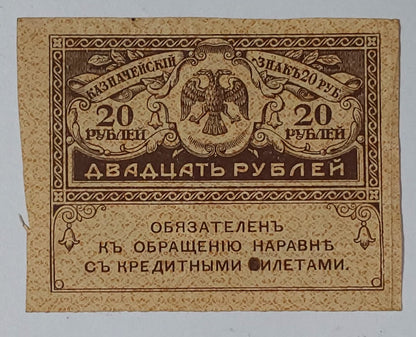 КАЗНАЧЕЙСКІЙ ЗНАКЪ 20 РУБ.
20 РУБЛЕЙ
20 РУБЛЕЙ
ДВАДЦАТЬ РУБЛЕЙ
ОБЯЗАТЕЛЕНЪ
КЪ ОБРАЩЕНІЮ НАРАВНѢ
СЪ КРЕДИТНЫМИ БИЛЕТАМИ.